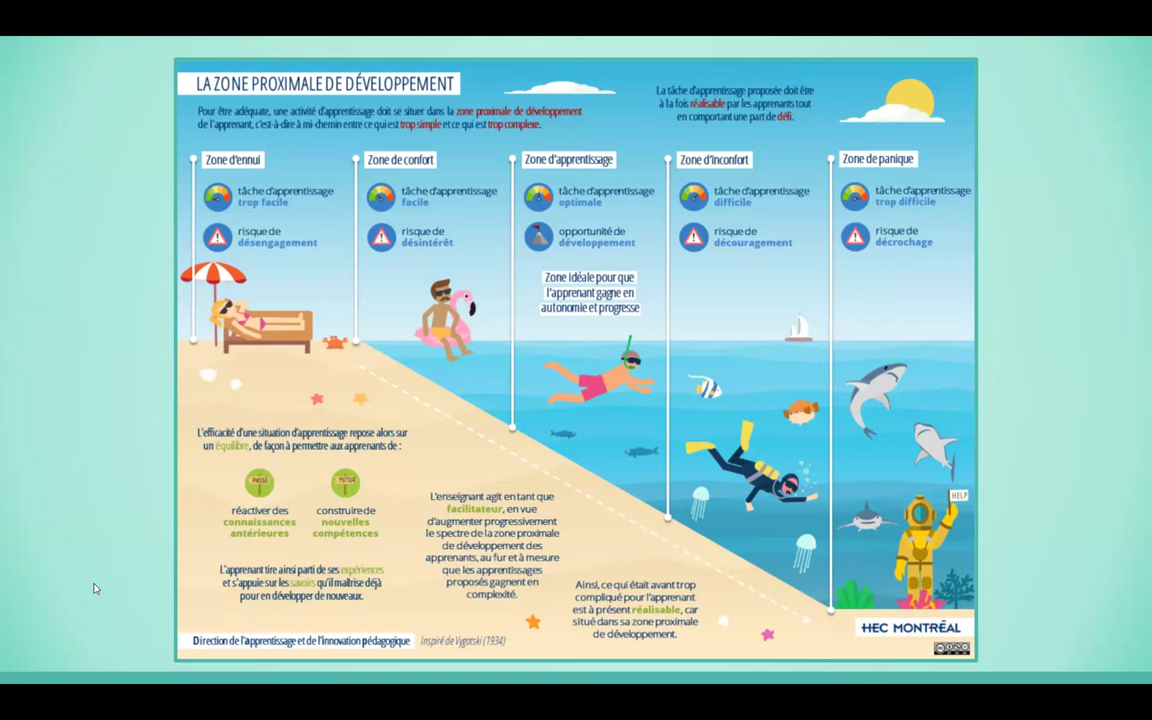 LA ZONE PROXIMALE DE DÉVELOPPEMENT
Pour être adéquate, une activité d'apprentissage doit se situer dans la zone proximale de développement
de l'apprenant, c'est-à-dire à mi-chemin entre ce qui est trop simple et ce qui est trop complexe.
La tâche d'apprentissage proposée doit être
à la fois réalisable par les apprenants tout
en comportant une part de défi.
Zone d'ennui
tâche d'apprentissage
trop facile
risque de
désengagement
Zone de confort
tâche d'apprentissage
facile
risque de
désintérêt
Zone d'apprentissage
tâche d'apprentissage
optimale
opportunité de
développement
Zone idéale pour que
l'apprenant gagne en
autonomie et progresse
Zone d'inconfort
tâche d'apprentissage
difficile
risque de
découragement
Zone de panique
tâche d'apprentissage
trop difficile
risque de
décrochage
HELP
L'efficacité d'une situation d'apprentissage repose alors sur
un équilibre, de façon à permettre aux apprenants de :
PASSÉ
réactiver des
connaissances
antérieures
FUTUR
construire de
nouvelles
compétences
L'apprenant tire ainsi parti de ses expériences
et s'appuie sur les savoirs qu'il maîtrise déjà
pour en développer de nouveaux.
L'enseignant agit en tant que
facilitateur, en vue
d'augmenter progressivement
le spectre de la zone proximale
de développement des
apprenants, au fur et à mesure
que les apprentissages
proposés gagnent en
complexité.
Ainsi, ce qui était avant trop
compliqué pour l'apprenant
est à présent réalisable, car
situé dans sa zone proximale
de développement.
Direction de l'apprentissage et de l'innovation pédagogique
Inspiré de Vygotski (1934)
HEC MONTRÉAL